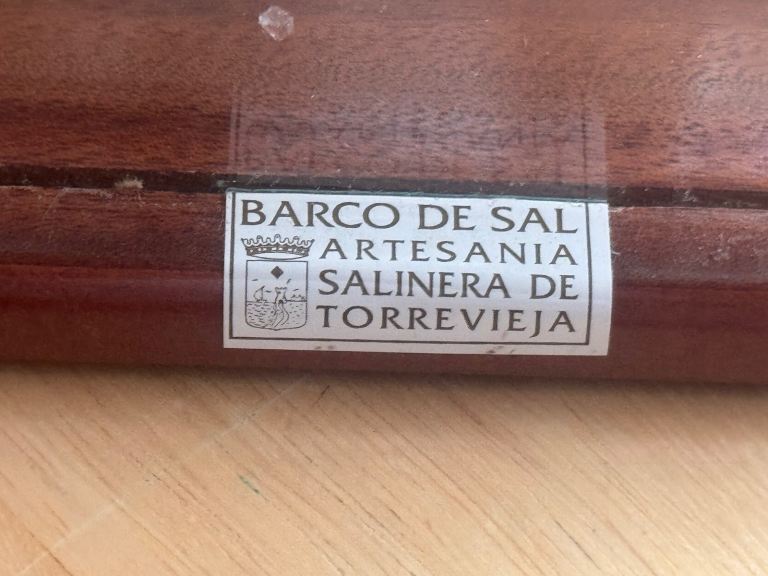 BARCO DE SAL
ARTESANIA
SALINERA DE
TORREVIEJA